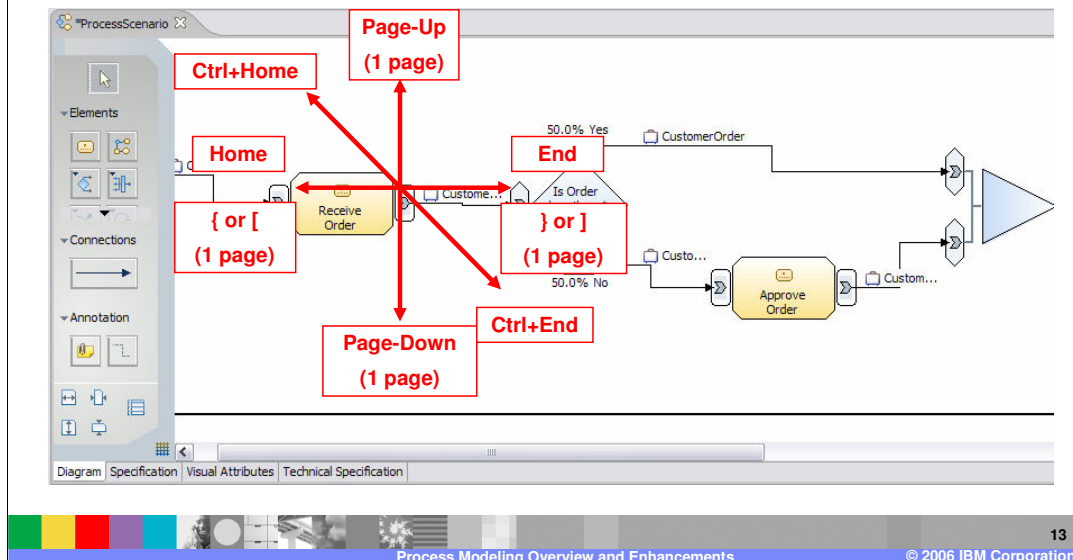 *ProcessScenario
Page-Up
(1 page)
Ctrl+Home
Elements
50.0% Yes
CustomerOrder
Home
End
Custome...
Is Order
Receive
Order
{ or [
(1 page)
} or ]
(1 page)
Connections
Custo...
50.0% No
Custom...
Approve
Order
Annotation
Ctrl+End
Page-Down
(1 page)
Diagram Specification Visual Attributes Technical Specification
13
Process Modeling Overview and Enhancements © 2006 IBM Corporation